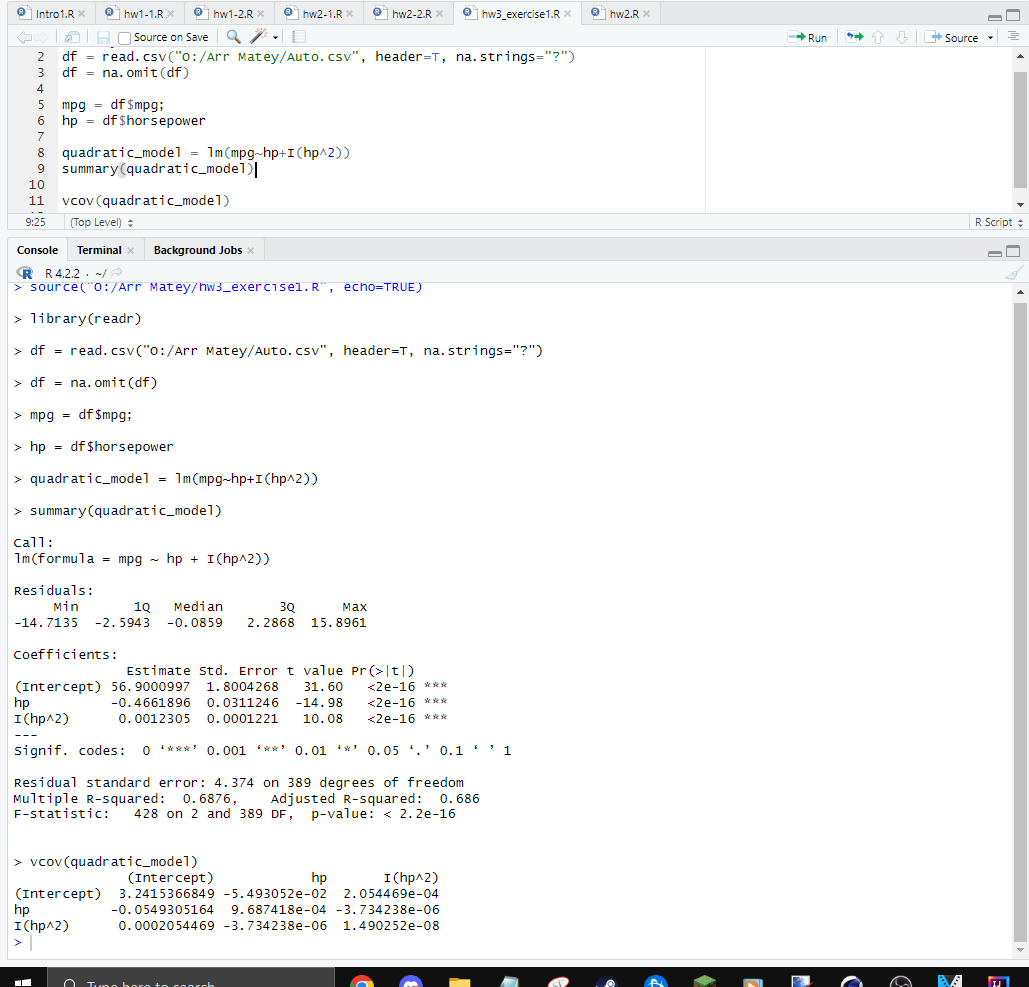 Intro1.R × hw1-1.R × hw1-2.R × hw2-1.R × hw2-2.R × hw3_exercise1.R × hw2.R ×
Source on Save Run Source
2 df = read.csv("O:/Arr Matey/Auto.csv", header=T, na.strings="?")
3 df = na.omit(df)
4
5 mpg = df$mpg;
6 hp = df$horsepower
7
8 quadratic_model = lm(mpg~hp+I(hp^2))
9 summary(quadratic_model)
10
11 vcov(quadratic_model)
9:25 (Top Level) R Script
Console Terminal × Background Jobs ×
R R 4.2.2 · ~/
> source("O:/Arr Matey/hw3_exercise1.R", echo=TRUE)
> library(readr)
> df = read.csv("O:/Arr Matey/Auto.csv", header=T, na.strings="?")
> df = na.omit(df)
> mpg = df$mpg;
> hp = df$horsepower
> quadratic_model = lm(mpg~hp+I(hp^2))
> summary(quadratic_model)
Call:
lm(formula = mpg ~ hp + I(hp^2))
Residuals:
Min 1Q Median 3Q Max
-14.7135 -2.5943 -0.0859 2.2868 15.8961
Coefficients:
Estimate Std. Error t value Pr(>|t|)
(Intercept) 56.9000997 1.8004268 31.60 <2e-16 ***
hp -0.4661896 0.0311246 -14.98 <2e-16 ***
I(hp^2) 0.0012305 0.0001221 10.08 <2e-16 ***
---
Signif. codes: 0 ‘***’ 0.001 ‘**’ 0.01 ‘*’ 0.05 ‘.’ 0.1 ‘ ’ 1
Residual standard error: 4.374 on 389 degrees of freedom
Multiple R-squared: 0.6876, Adjusted R-squared: 0.686
F-statistic: 428 on 2 and 389 DF, p-value: < 2.2e-16
> vcov(quadratic_model)
(Intercept) hp I(hp^2)
(Intercept) 3.2415366849 -5.493052e-02 2.054469e-04
hp -0.0549305164 9.687418e-04 -3.734238e-06
I(hp^2) 0.0002054469 -3.734238e-06 1.490252e-08
>
Type here to search